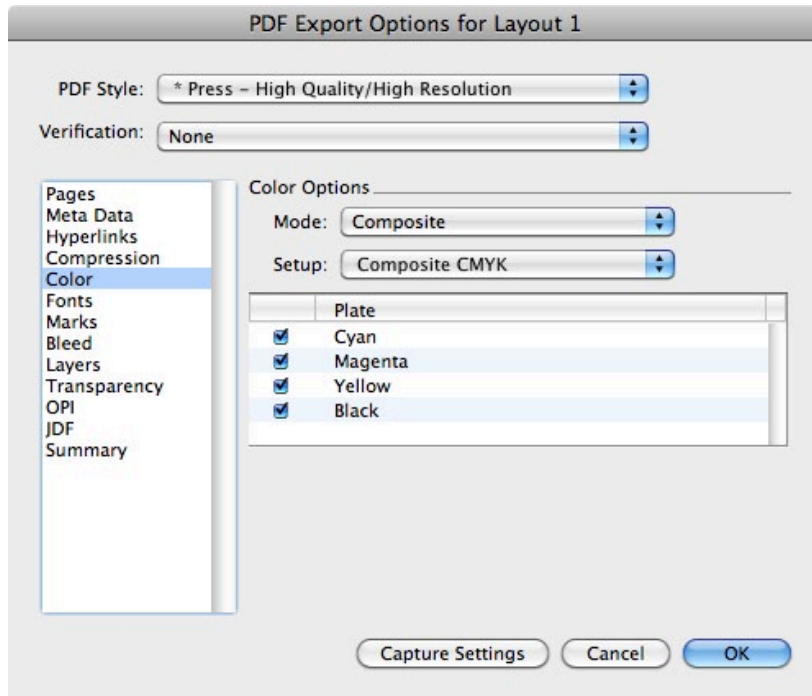 PDF Export Options for Layout 1
PDF Style: * Press – High Quality/High Resolution
Verification: None
Pages
Meta Data
Hyperlinks
Compression
Color
Fonts
Marks
Bleed
Layers
Transparency
OPI
JDF
Summary
Color Options
Mode: Composite
Setup: Composite CMYK
Plate
Cyan
Magenta
Yellow
Black
Capture Settings Cancel OK